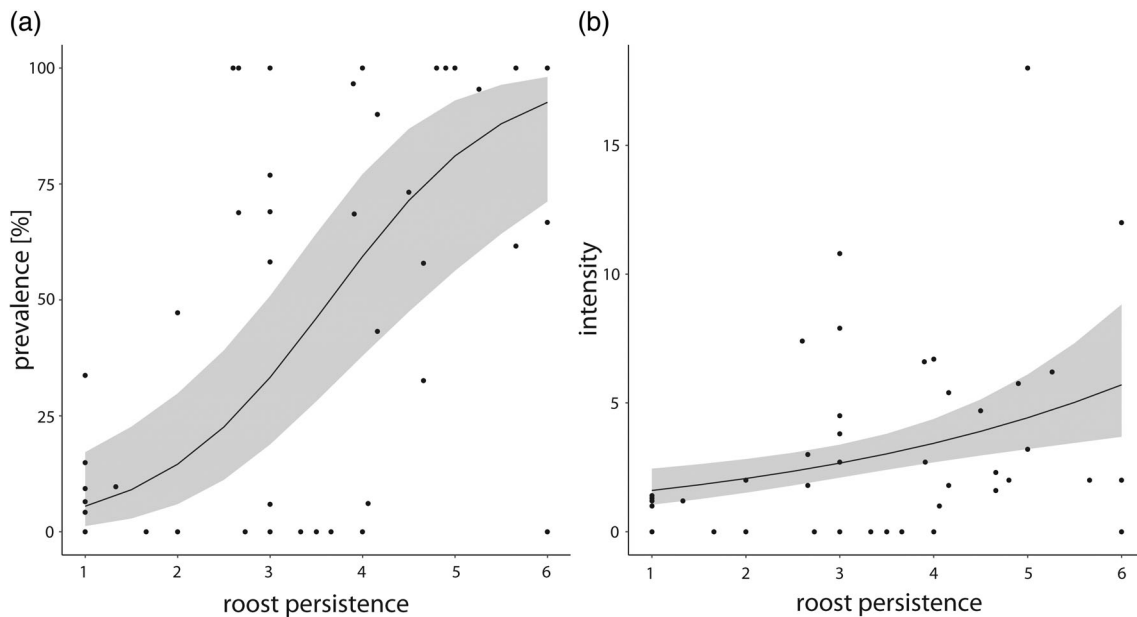 (a)
prevalence [%]
100
75
50
25
0
1 2 3 4 5 6
roost persistence
(b)
intensity
15
10
5
0
1 2 3 4 5 6
roost persistence